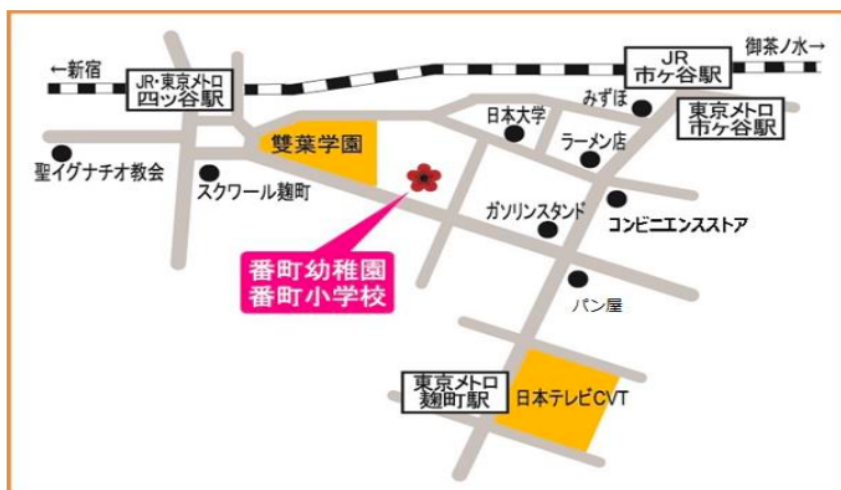 御茶ノ水→
←新宿
JR
市ヶ谷駅
JR・東京メトロ
四ッ谷駅
みずほ
東京メトロ
市ヶ谷駅
日本大学
ラーメン店
雙葉学園
聖イグナチオ教会
スクワール麹町
ガソリンスタンド
コンビニエンスストア
番町幼稚園
番町小学校
パン屋
東京メトロ
麹町駅
日本テレビCVT